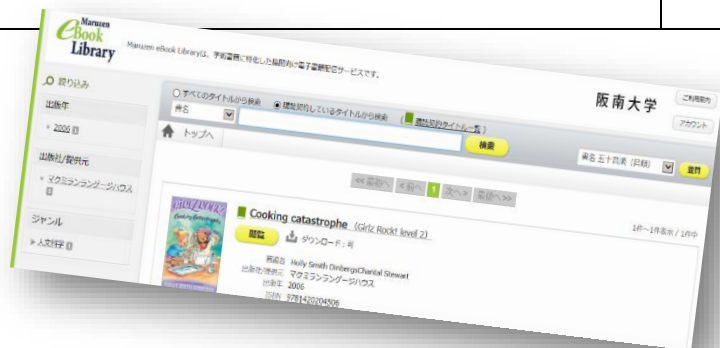 Maruzen
eBook
Library
Maruzen eBook Libraryは、学術書籍に特化した機関向け電子書籍配信サービスです。
阪南大学
ご利用案内
アカウント
絞り込み
出版年
2006
出版社/提供元
マクミランランゲージハウス
ジャンル
人文科学
すべてのタイトルから検索 購読契約しているタイトルから検索 ( 購読契約タイトル一覧 )
書名
検索
トップへ
書名 五十音順 (昇順)
並替
<< 最初へ < 前へ 1 次へ > 最後へ >>
1件～1件表示 / 1件中
Cooking catastrophe (Girlz Rock! level 2)
閲覧 ダウンロード : 可
著者名 Holly Smith DinbergsChantal Stewart
出版社/提供元 マクミランランゲージハウス
出版年 2006
ISBN 9781420204506